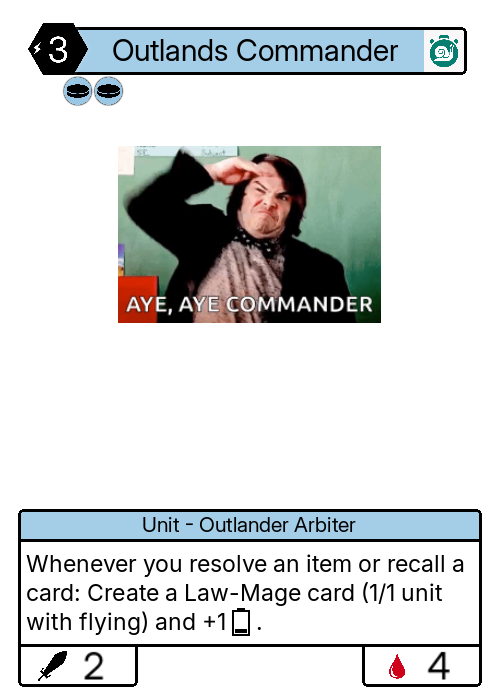 3 Outlands Commander
AYE, AYE COMMANDER
Unit - Outlander Arbiter
Whenever you resolve an item or recall a
card: Create a Law-Mage card (1/1 unit
with flying) and +1 .
2
4